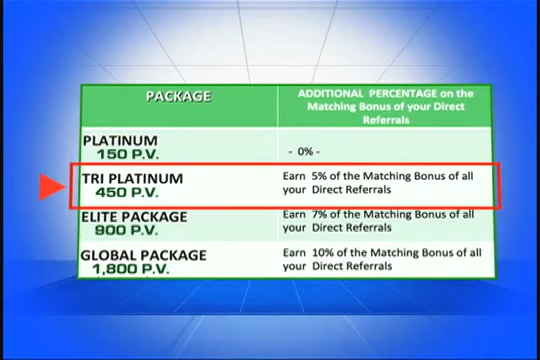 PACKAGE
ADDITIONAL PERCENTAGE on the
Matching Bonus of your Direct
Referrals
PLATINUM
150 P.V.
- 0% -
TRI PLATINUM
450 P.V.
Earn 5% of the Matching Bonus of all
your Direct Referrals
ELITE PACKAGE
900 P.V.
Earn 7% of the Matching Bonus of all
your Direct Referrals
GLOBAL PACKAGE
1,800 P.V.
Earn 10% of the Matching Bonus of all
your Direct Referrals